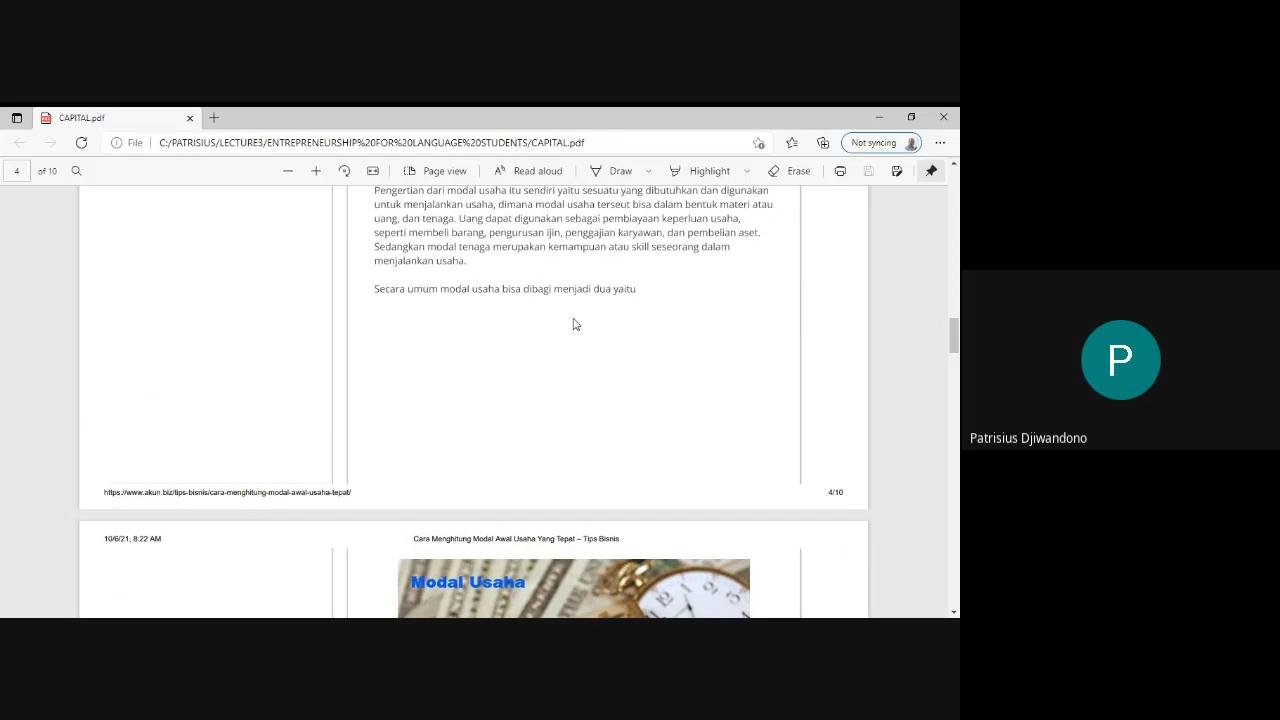 CAPITAL.pdf
File
C:/PATRISIUS/LECTURE3/ENTREPRENEURSHIP%20FOR%20LANGUAGE%20STUDENTS/CAPITAL.pdf
Not syncing
4
of 10
Page view
Read aloud
Draw
Highlight
Erase
Pengertian dari modal usaha itu sendiri yaitu sesuatu yang dibutuhkan dan digunakan
untuk menjalankan usaha, dimana modal usaha terseut bisa dalam bentuk materi atau
uang, dan tenaga. Uang dapat digunakan sebagai pembiayaan keperluan usaha,
seperti membeli barang, pengurusan ijin, penggajian karyawan, dan pembelian aset.
Sedangkan modal tenaga merupakan kemampuan atau skill seseorang dalam
menjalankan usaha.
Secara umum modal usaha bisa dibagi menjadi dua yaitu
https://www.akun.biz/tips-bisnis/cara-menghitung-modal-awal-usaha-tepat/
4/10
10/6/21, 8:22 AM
Cara Menghitung Modal Awal Usaha Yang Tepat – Tips Bisnis
Modal Usaha
P
Patrisius Djiwandono